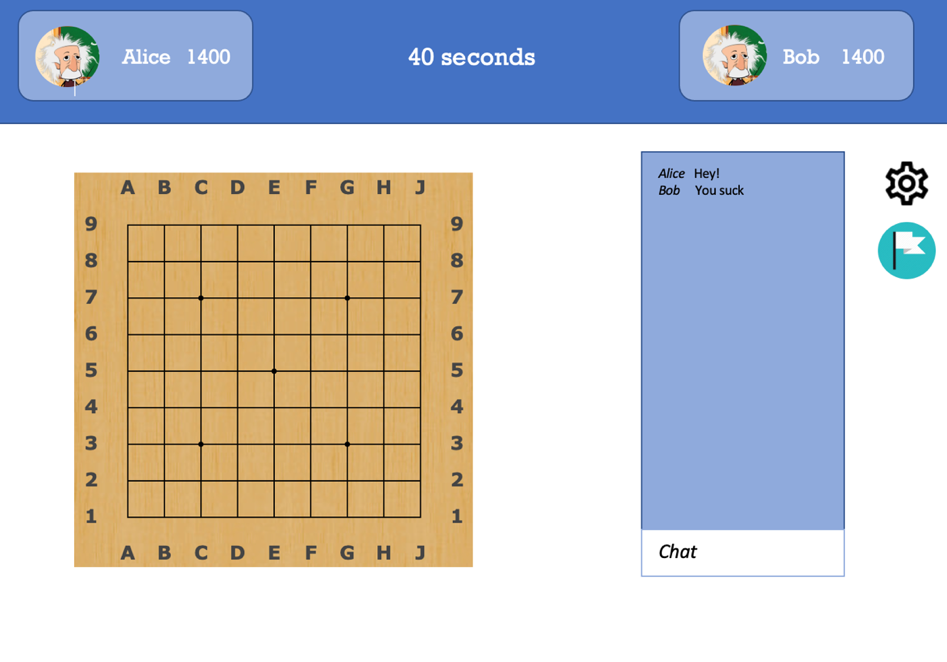 Alice 1400
40 seconds
Bob 1400
A B C D E F G H J
9 9
8 8
7 7
6 6
5 5
4 4
3 3
2 2
1 1
A B C D E F G H J
Alice Hey!
Bob You suck
Chat